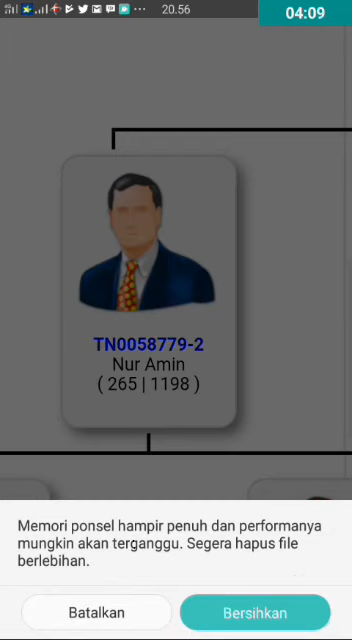 20.56
04:09
TN0058779-2
Nur Amin
( 265 | 1198 )
Memori ponsel hampir penuh dan performanya
mungkin akan terganggu. Segera hapus file
berlebihan.
Batalkan
Bersihkan